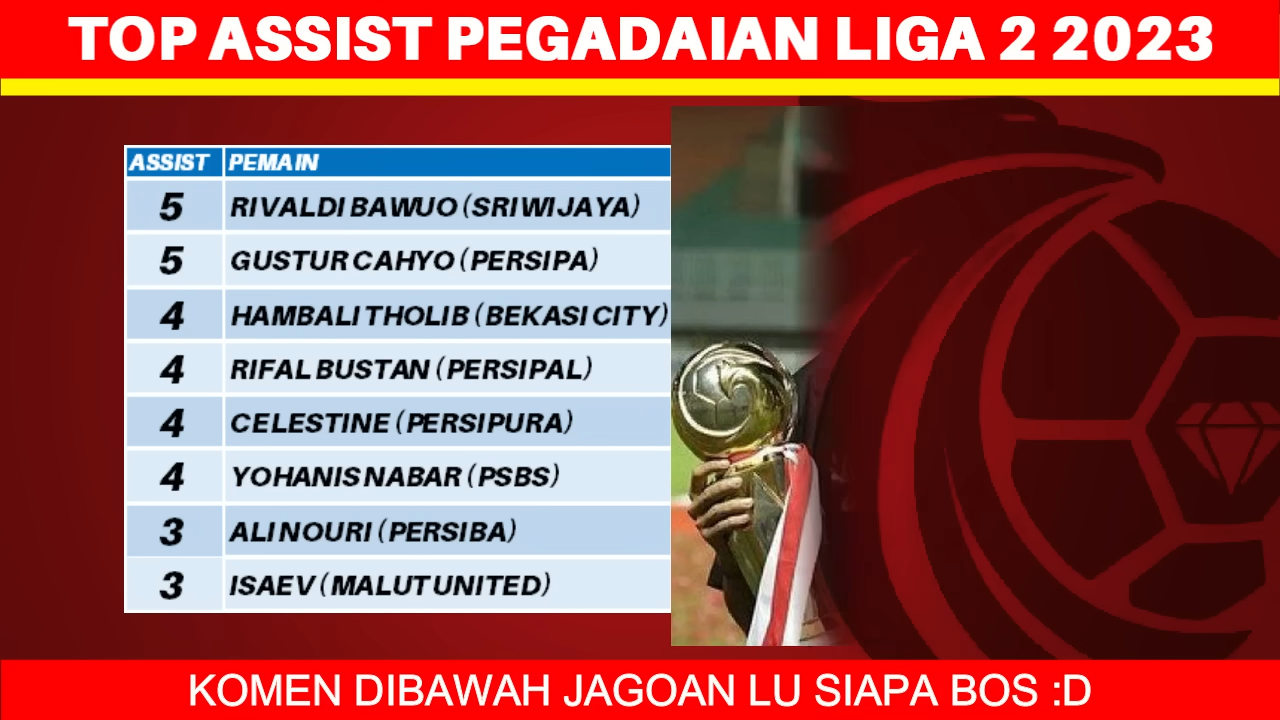 TOP ASSIST PEGADAIAN LIGA 2 2023
ASSIST PEMAIN
5 RIVALDI BAWUO (SRIWIJAYA)
5 GUSTUR CAHYO (PERSIPA)
4 HAMBALI THOLIB (BEKASI CITY)
4 RIFAL BUSTAN (PERSIPAL)
4 CELESTINE (PERSIPURA)
4 YOHANIS NABAR (PSBS)
3 ALI NOURI (PERSIBA)
3 ISAEV (MALUT UNITED)
KOMEN DIBAWAH JAGOAN LU SIAPA BOS :D